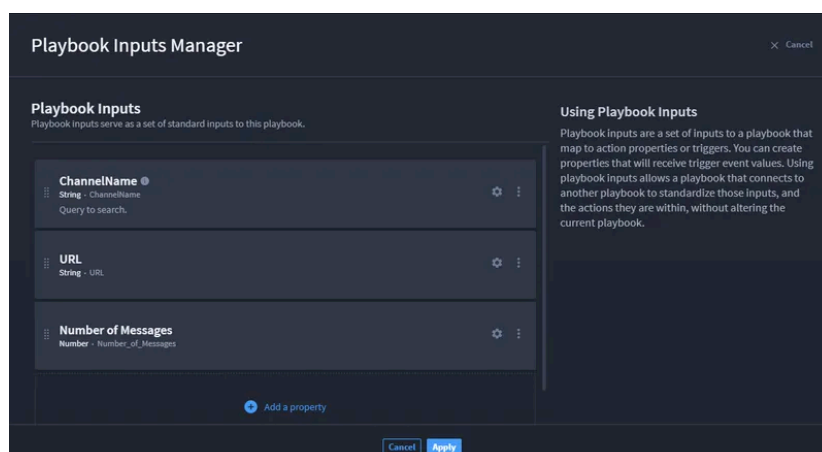 Playbook Inputs Manager
Cancel
Playbook Inputs
Playbook inputs serve as a set of standard inputs to this playbook.
ChannelName
String - ChannelName
Query to search.
URL
String - URL
Number of Messages
Number - Number_of_Messages
Add a property
Using Playbook Inputs
Playbook inputs are a set of inputs to a playbook that
map to action properties or triggers. You can create
properties that will receive trigger event values. Using
playbook inputs allows a playbook that connects to
another playbook to standardize those inputs, and
the actions they are within, without altering the
current playbook.
Cancel
Apply